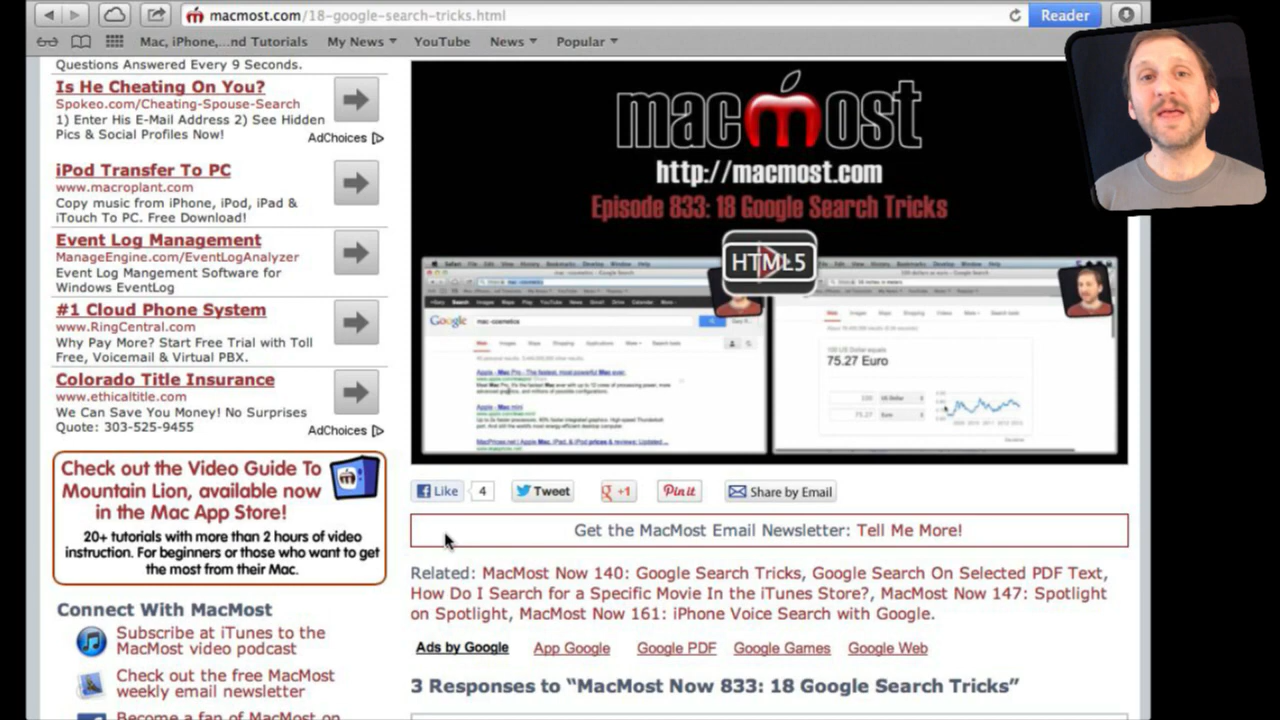 macmost.com/18-google-search-tricks.html
Reader
Mac, iPhone,...nd Tutorials
My News
YouTube
News
Popular
Questions Answered Every 9 Seconds.
Is He Cheating On You?
Spokeo.com/Cheating-Spouse-Search
1) Enter His E-Mail Address 2) See Hidden
Pics & Social Profiles Now!
AdChoices
iPod Transfer To PC
www.macroplant.com
Copy music from iPhone, iPod, iPad &
iTouch To PC. Free Download!
Event Log Management
ManageEngine.com/EventLogAnalyzer
Event Log Mangement Software for
Windows EventLog
#1 Cloud Phone System
www.RingCentral.com
Why Pay More? Start Free Trial with Toll
Free, Voicemail & Virtual PBX.
Colorado Title Insurance
www.ethicaltitle.com
We Can Save You Money! No Surprises
Quote: 303-525-9455
AdChoices
Check out the Video Guide To
Mountain Lion, available now
in the Mac App Store!
20+ tutorials with more than 2 hours of video
instruction. For beginners or those who want to get
the most from their Mac.
Connect With MacMost
Subscribe at iTunes to the
MacMost video podcast
Check out the free MacMost
weekly email newsletter
Become a fan of MacMost on
macmost
http://macmost.com
Episode 833: 18 Google Search Tricks
HTML5
Google
mac -cosmetics
75.27 Euro
Like
4
Tweet
+1
Pin it
Share by Email
Get the MacMost Email Newsletter: Tell Me More!
Related: MacMost Now 140: Google Search Tricks, Google Search On Selected PDF Text,
How Do I Search for a Specific Movie In the iTunes Store?, MacMost Now 147: Spotlight
on Spotlight, MacMost Now 161: iPhone Voice Search with Google.
Ads by Google
App Google
Google PDF
Google Games
Google Web
3 Responses to “MacMost Now 833: 18 Google Search Tricks”